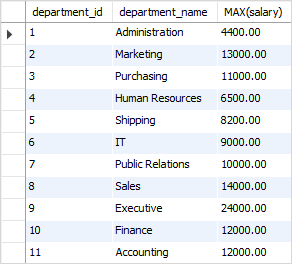 department_id department_name MAX(salary)
1 Administration 4400.00
2 Marketing 13000.00
3 Purchasing 11000.00
4 Human Resources 6500.00
5 Shipping 8200.00
6 IT 9000.00
7 Public Relations 10000.00
8 Sales 14000.00
9 Executive 24000.00
10 Finance 12000.00
11 Accounting 12000.00